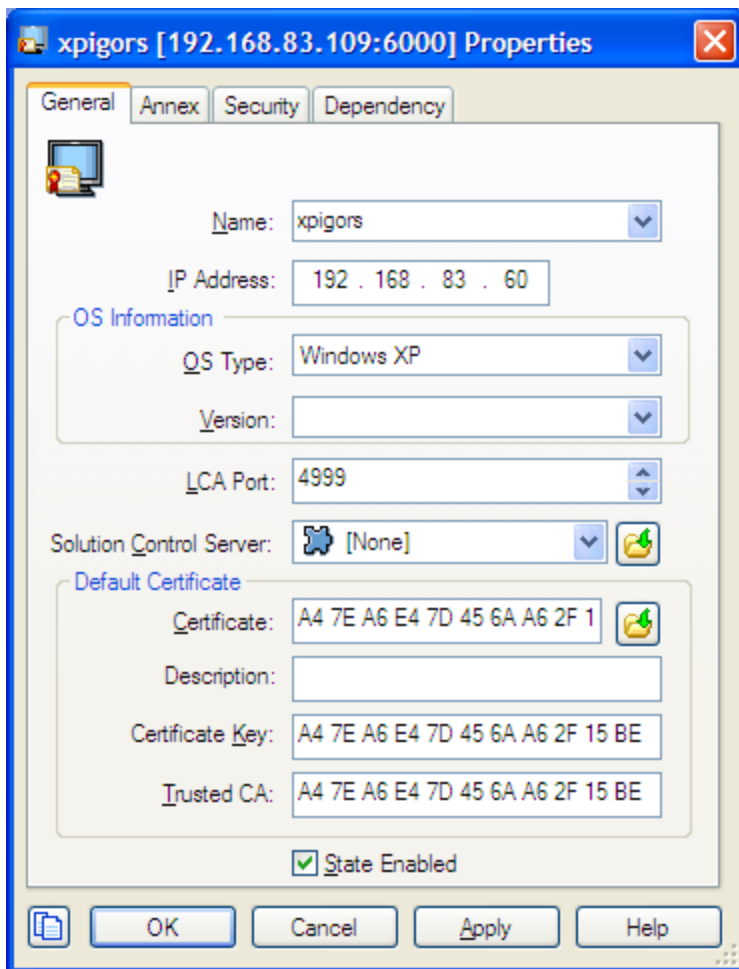 xpigors [192.168.83.109:6000] Properties
General Annex Security Dependency
Name: xpigors
IP Address: 192 . 168 . 83 . 60
OS Information
OS Type: Windows XP
Version:
LCA Port: 4999
Solution Control Server: [None]
Default Certificate
Certificate: A4 7E A6 E4 7D 45 6A A6 2F 1
Description:
Certificate Key: A4 7E A6 E4 7D 45 6A A6 2F 15 BE
Trusted CA: A4 7E A6 E4 7D 45 6A A6 2F 15 BE
State Enabled
OK Cancel Apply Help